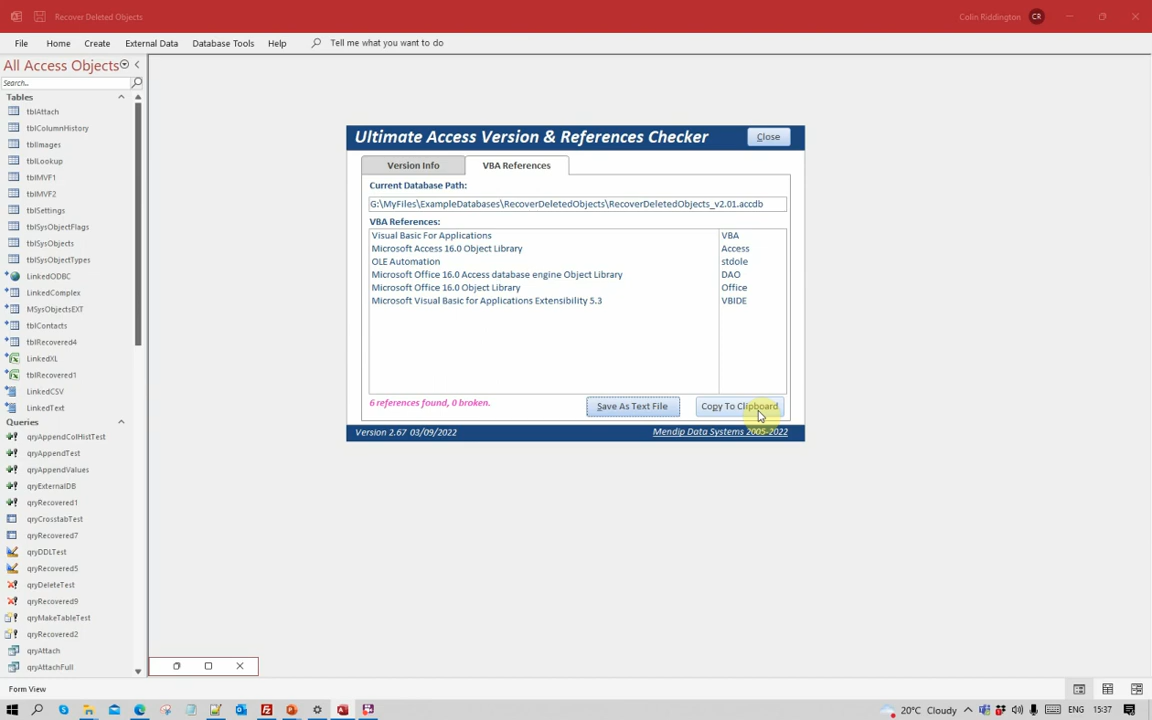 Recover Deleted Objects
Colin Riddington CR
File Home Create External Data Database Tools Help Tell me what you want to do
All Access Objects
Search...
Tables
tblAttach
tblColumnHistory
tblImages
tblLookup
tblMVF1
tblMVF2
tblSettings
tblSysObjectFlags
tblSysObjects
tblSysObjectTypes
LinkedODBC
LinkedComplex
MSysObjectsEXT
tblContacts
tblRecovered4
LinkedXL
tblRecovered1
LinkedCSV
LinkedText
Queries
qryAppendColHistTest
qryAppendTest
qryAppendValues
qryExternalDB
qryRecovered1
qryCrosstabTest
qryRecovered7
qryDDLTest
qryRecovered5
qryDeleteTest
qryRecovered9
qryMakeTableTest
qryRecovered2
qryAttach
qryAttachFull
Ultimate Access Version & References Checker
Close
Version Info VBA References
Current Database Path:
G:\MyFiles\ExampleDatabases\RecoverDeletedObjects\RecoverDeletedObjects_v2.01.accdb
VBA References:
Visual Basic For Applications VBA
Microsoft Access 16.0 Object Library Access
OLE Automation stdole
Microsoft Office 16.0 Access database engine Object Library DAO
Microsoft Office 16.0 Object Library Office
Microsoft Visual Basic for Applications Extensibility 5.3 VBIDE
6 references found, 0 broken.
Save As Text File
Copy To Clipboard
Version 2.67 03/09/2022
Mendip Data Systems 2005-2022
Form View
20°C Cloudy ENG 15:37